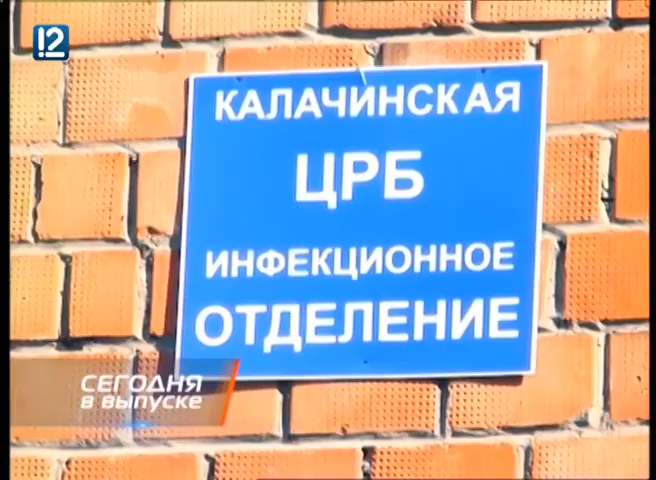 12
КАЛАЧИНСКАЯ
ЦРБ
ИНФЕКЦИОННОЕ
ОТДЕЛЕНИЕ
СЕГОДНЯ
в выпуске